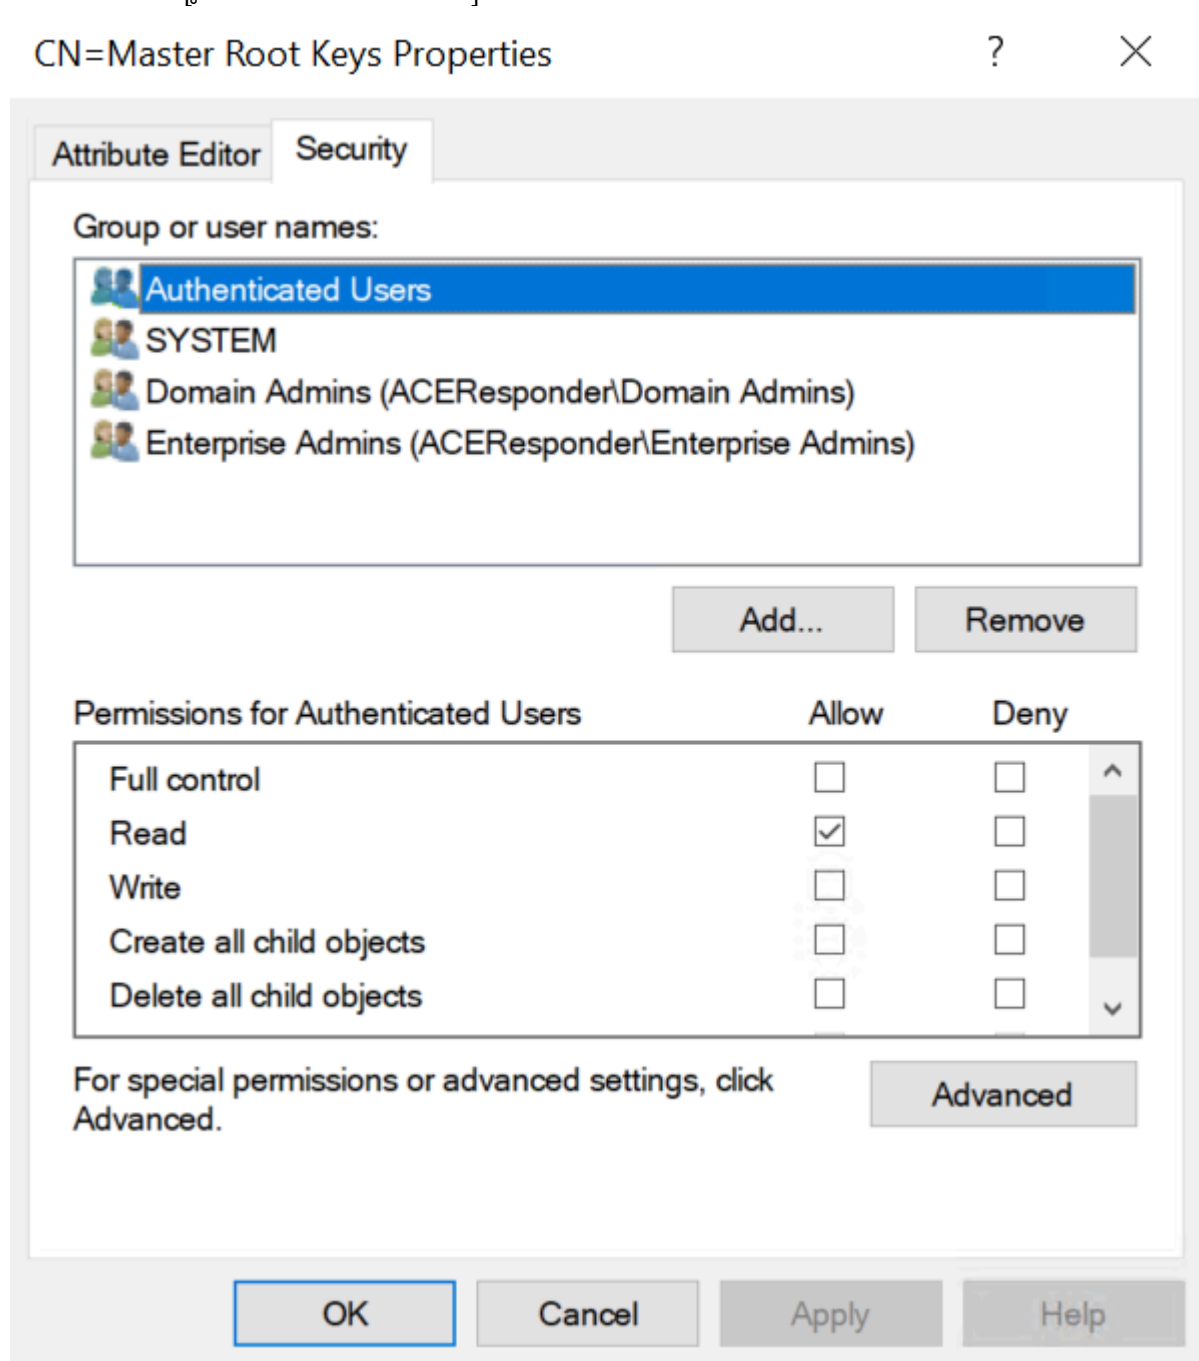 CN=Master Root Keys Properties
?
Attribute Editor
Security
Group or user names:
Authenticated Users
SYSTEM
Domain Admins (ACEResponder\Domain Admins)
Enterprise Admins (ACEResponder\Enterprise Admins)
Add...
Remove
Permissions for Authenticated Users
Allow
Deny
Full control
Read
Write
Create all child objects
Delete all child objects
For special permissions or advanced settings, click
Advanced.
Advanced
OK
Cancel
Apply
Help